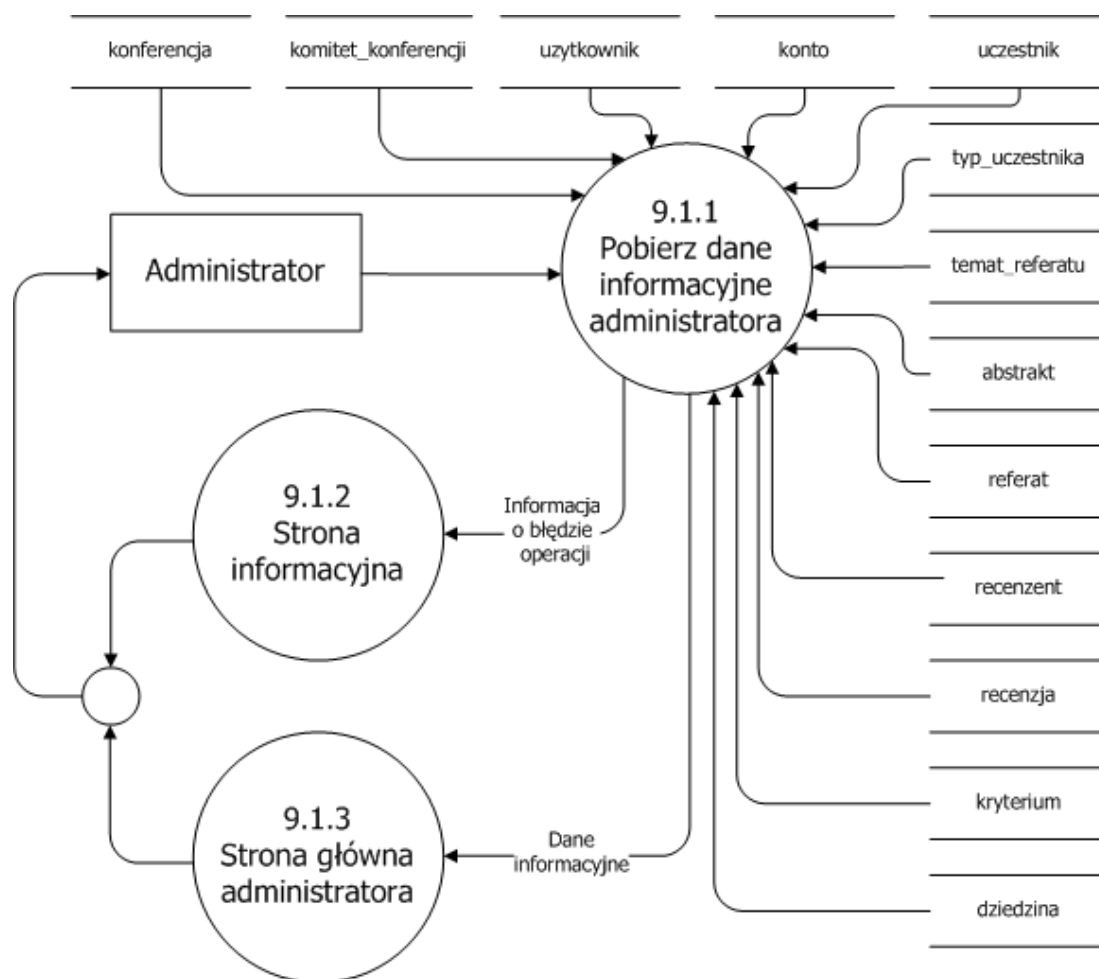 konferencja
komitet_konferencji
uzytkownik
konto
uczestnik
typ_uczestnika
temat_referatu
abstrakt
referat
recenzent
recenzja
kryterium
dziedzina
Administrator
9.1.1
Pobierz dane
informacyjne
administratora
9.1.2
Strona
informacyjna
Informacja
o błędzie
operacji
9.1.3
Strona główna
administratora
Dane
informacyjne